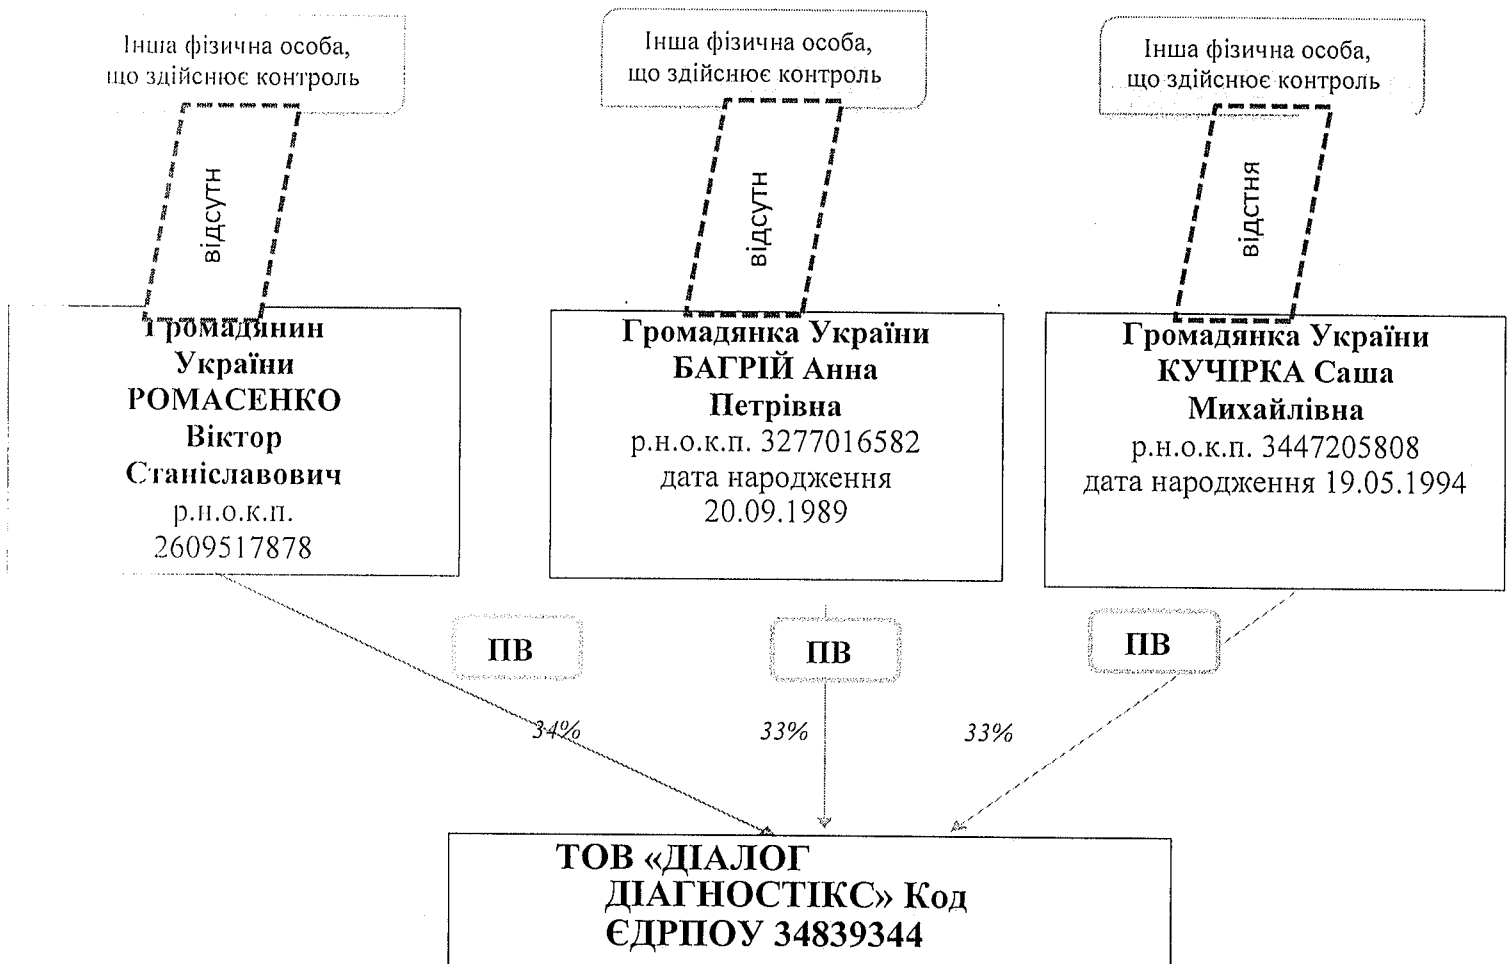 Інша фізична особа,
що здійснює контроль
Інша фізична особа,
що здійснює контроль
Інша фізична особа,
що здійснює контроль
відсутн
відсутн
відстня
Громадянин
України
РОМАСЕНКО
Віктор
Станіславович
р.н.о.к.п.
2609517878
Громадянка України
БАГРІЙ Анна
Петрівна
р.н.о.к.п. 3277016582
дата народження
20.09.1989
Громадянка України
КУЧІРКА Саша
Михайлівна
р.н.о.к.п. 3447205808
дата народження 19.05.1994
ПВ
ПВ
ПВ
34%
33%
33%
ТОВ «ДІАЛОГ
ДІАГНОСТІКС» Код
ЄДРПОУ 34839344